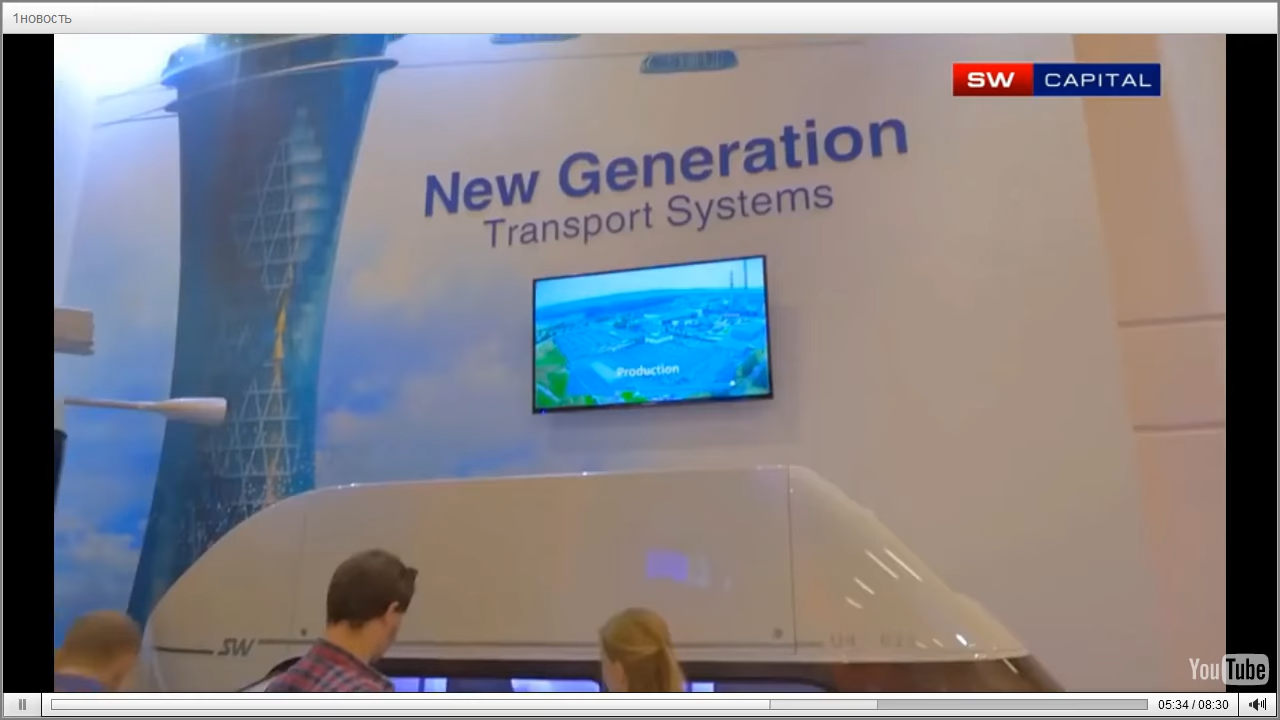 1новость
SW CAPITAL
New Generation
Transport Systems
Production
SW
YouTube
05:34 / 08:30